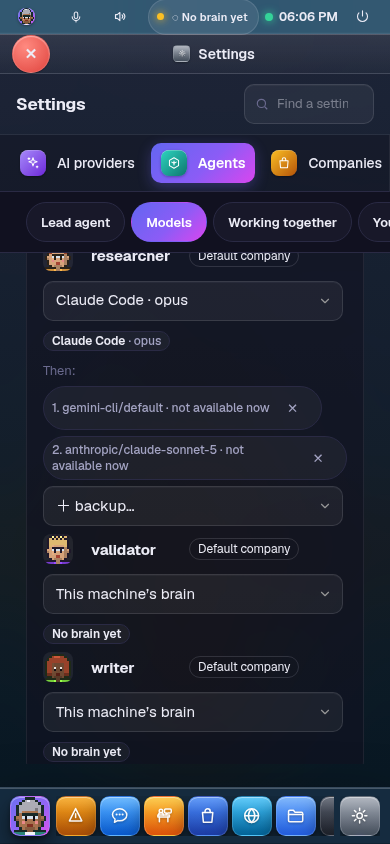 No brain yet
06:06 PM
Settings
Settings
Find a settin
AI providers
Agents
Companies
Lead agent
Models
Working together
You
researcher
Default company
Claude Code · opus
Claude Code · opus
Then:
1. gemini-cli/default · not available now
2. anthropic/claude-sonnet-5 · not
available now
+ backup...
validator
Default company
This machine's brain
No brain yet
writer
Default company
This machine's brain
No brain yet